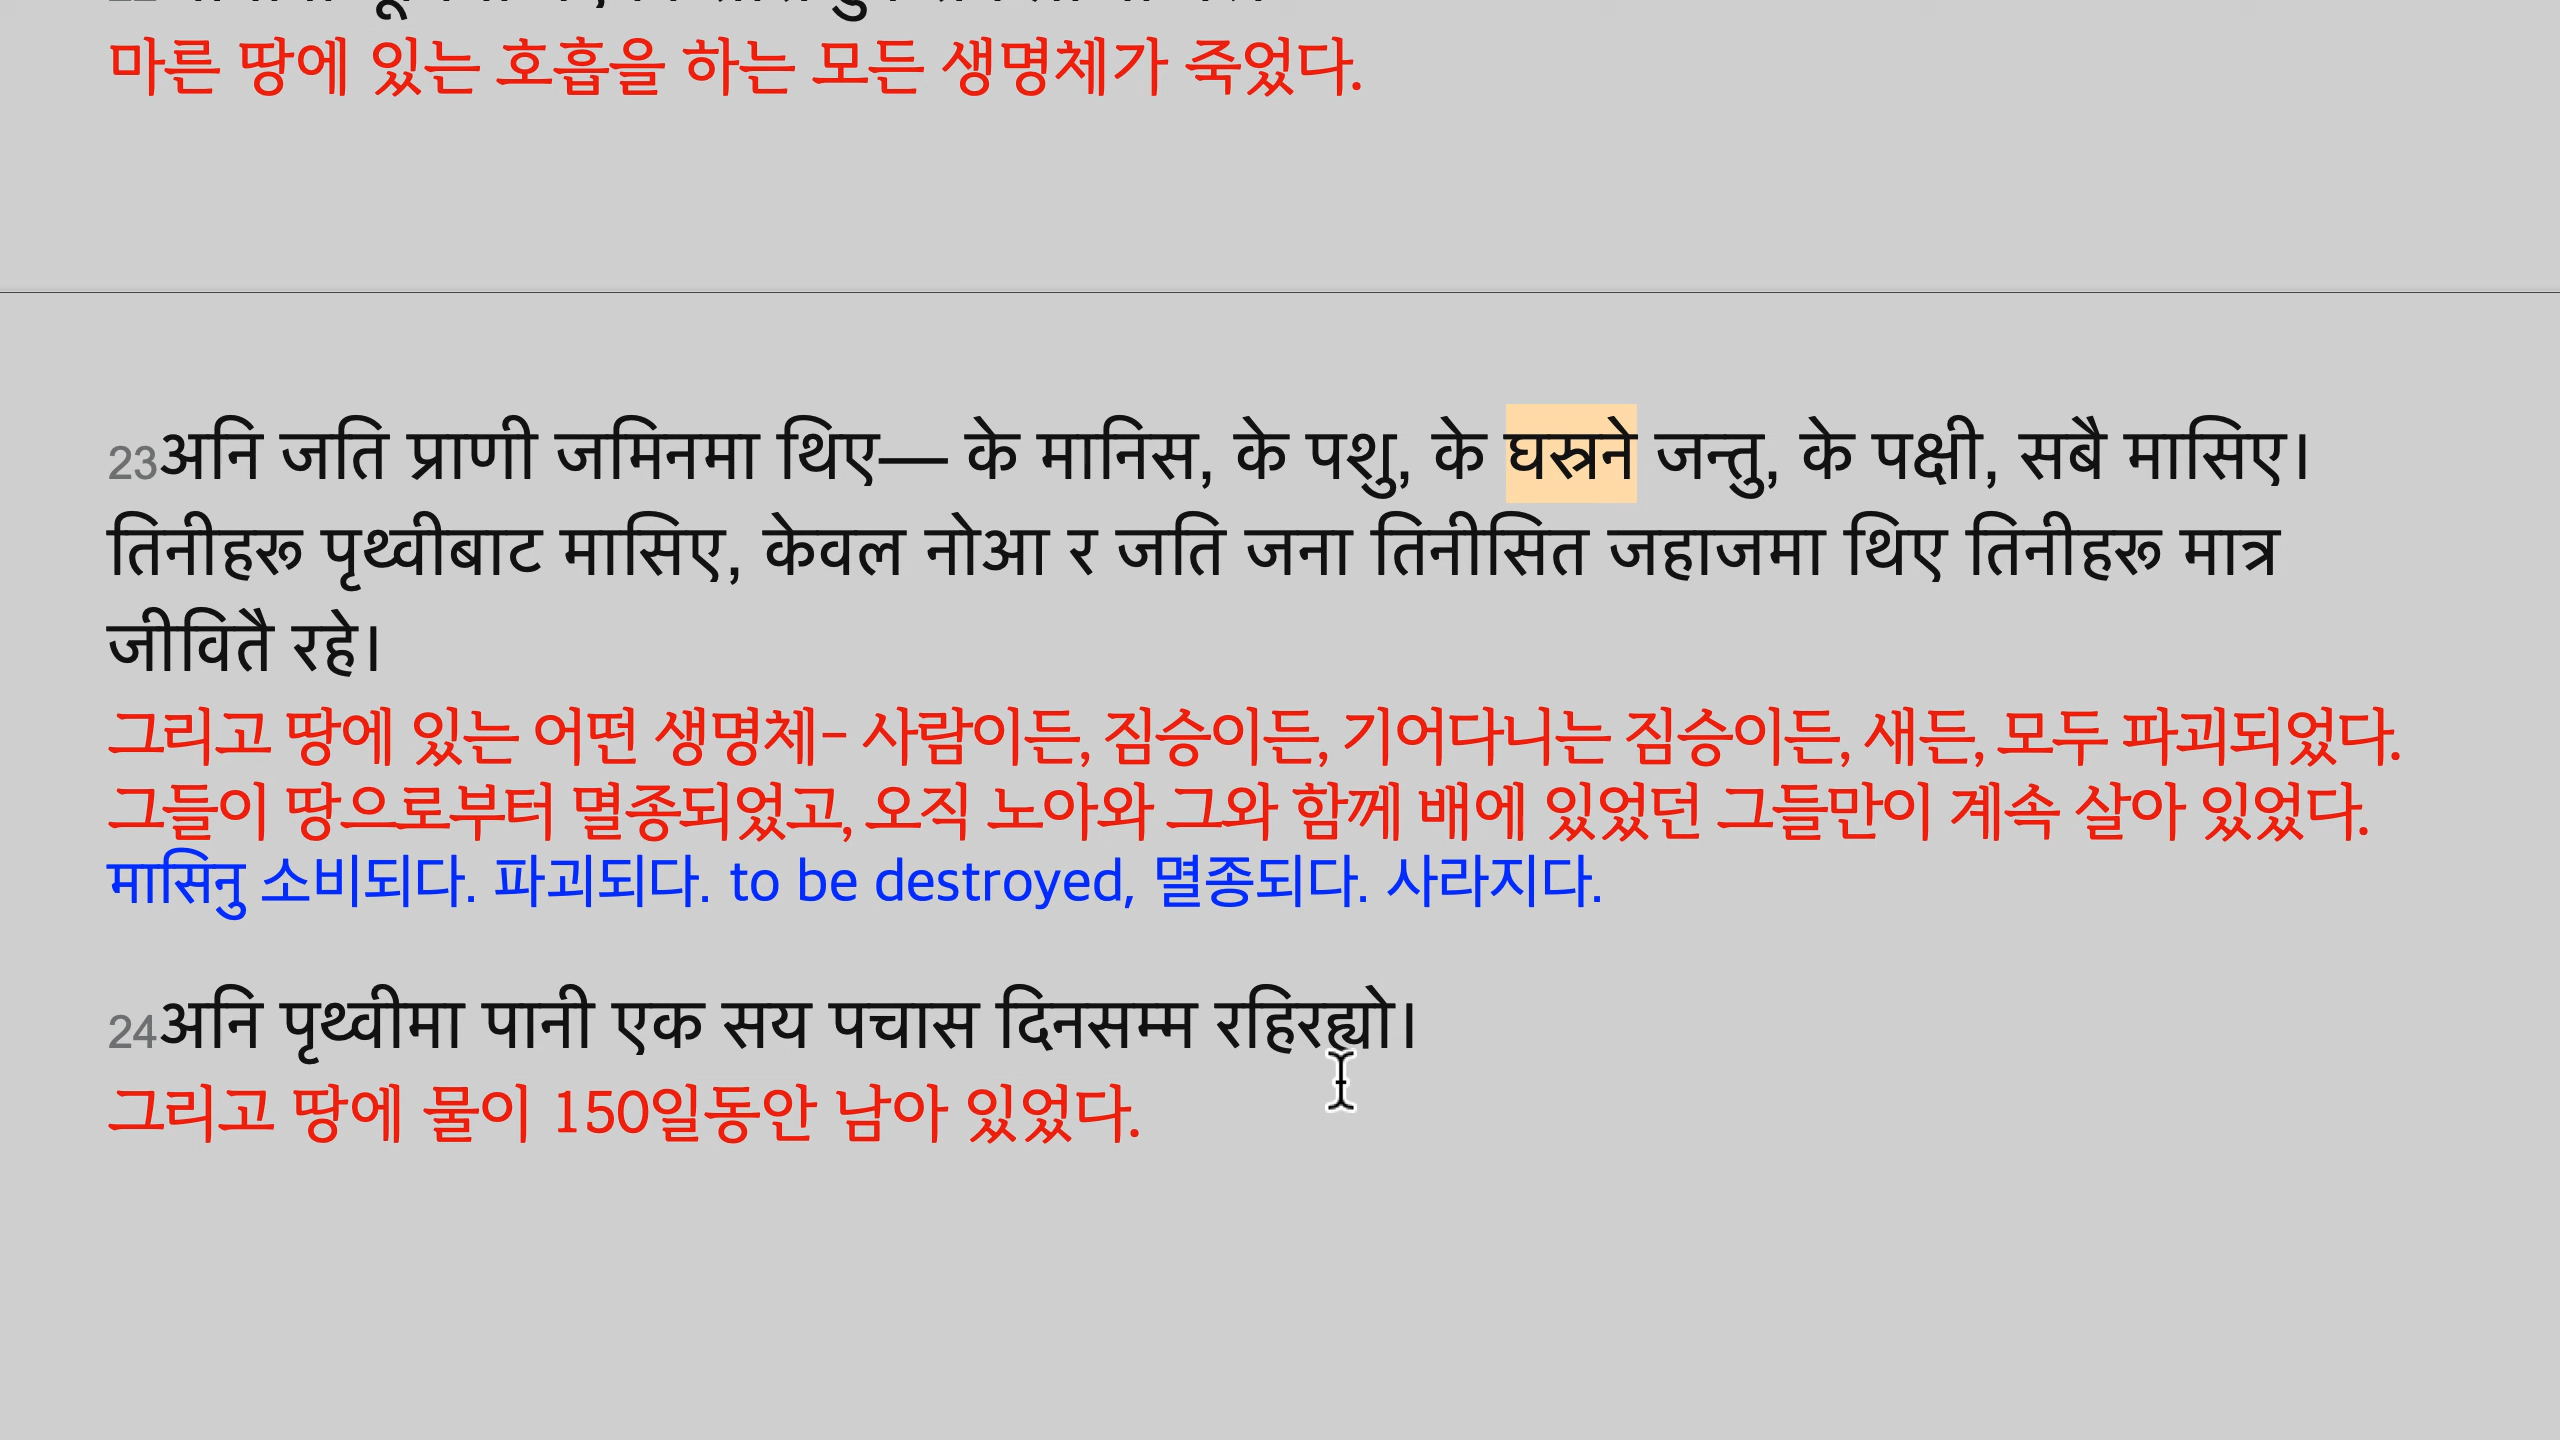 마른 땅에 있는 호흡을 하는 모든 생명체가 죽었다.
23अनि जति प्राणी जमिनमा थिए— के मानिस, के पशु, के घस्रने जन्तु, के पक्षी, सबै मासिए।
तिनीहरू पृथ्वीबाट मासिए, केवल नोआ र जति जना तिनीसित जहाजमा थिए तिनीहरू मात्र
जीवितै रहे।
그리고 땅에 있는 어떤 생명체- 사람이든, 짐승이든, 기어다니는 짐승이든, 새든, 모두 파괴되었다.
그들이 땅으로부터 멸종되었고, 오직 노아와 그와 함께 배에 있었던 그들만이 계속 살아 있었다.
मासिनु 소비되다. 파괴되다. to be destroyed, 멸종되다. 사라지다.
24अनि पृथ्वीमा पानी एक सय पचास दिनसम्म रहिरह्यो।
그리고 땅에 물이 150일동안 남아 있었다.